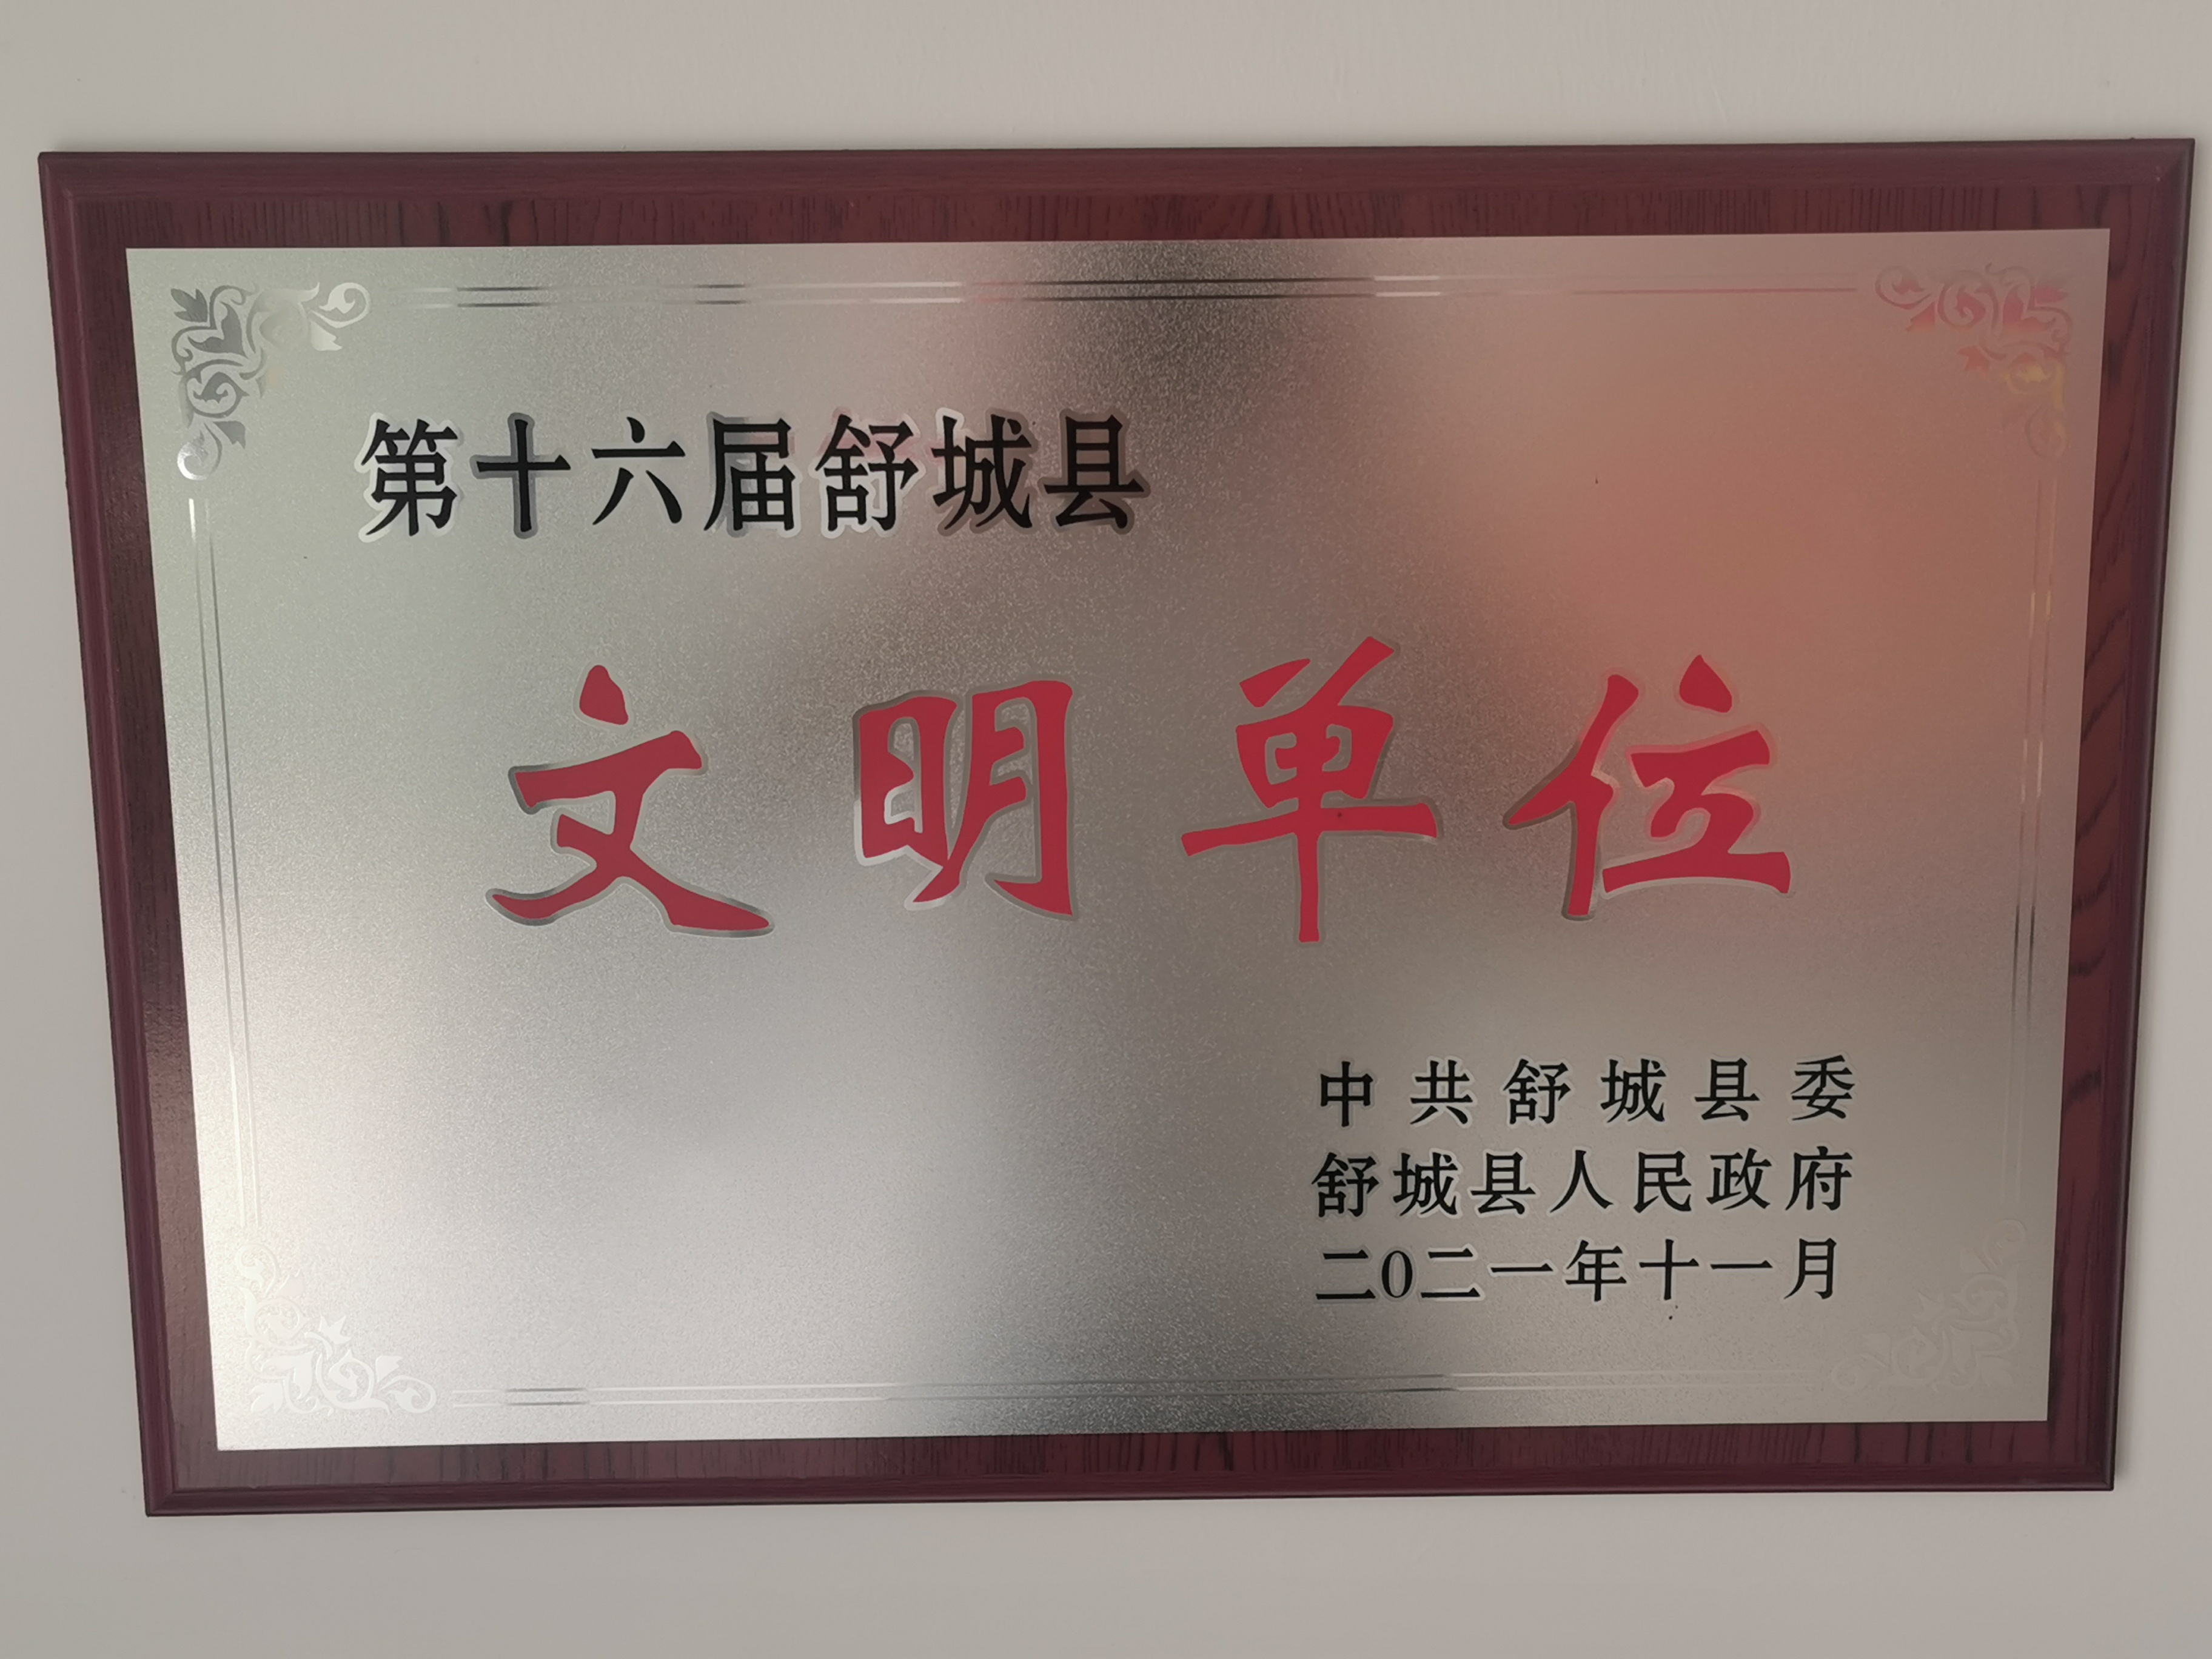 第十六届舒城县
文明单位
中共舒城县委
舒城县人民政府
二0二一年十一月